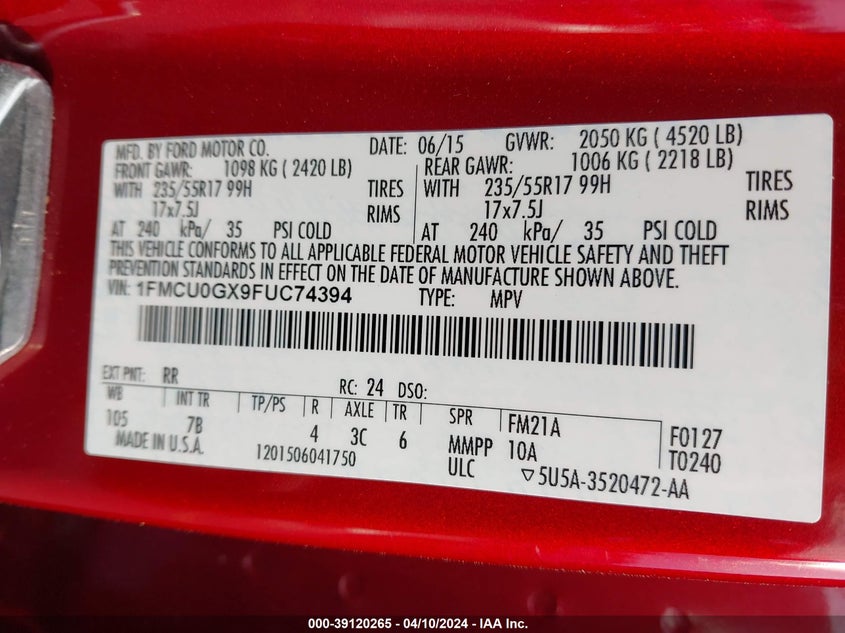 MFD. BY FORD MOTOR CO. DATE: 06/15 GVWR: 2050 KG ( 4520 LB)
FRONT GAWR: 1098 KG ( 2420 LB) REAR GAWR: 1006 KG ( 2218 LB)
WITH 235/55R17 99H TIRES WITH 235/55R17 99H TIRES
17x7.5J RIMS 17x7.5J RIMS
AT 240 kPa/ 35 PSI COLD AT 240 kPa/ 35 PSI COLD
THIS VEHICLE CONFORMS TO ALL APPLICABLE FEDERAL MOTOR VEHICLE SAFETY AND THEFT
PREVENTION STANDARDS IN EFFECT ON THE DATE OF MANUFACTURE SHOWN ABOVE.
VIN: 1FMCU0GX9FUC74394 TYPE: MPV
EXT PNT: RR RC: 24 DSO:
WB INT TR TP/PS R AXLE TR SPR FM21A F0127
105 7B 4 3C 6 MMPP 10A T0240
MADE IN U.S.A. 1201506041750 ULC ▽5U5A-3520472-AA
000-39120265 - 04/10/2024 - IAA Inc.